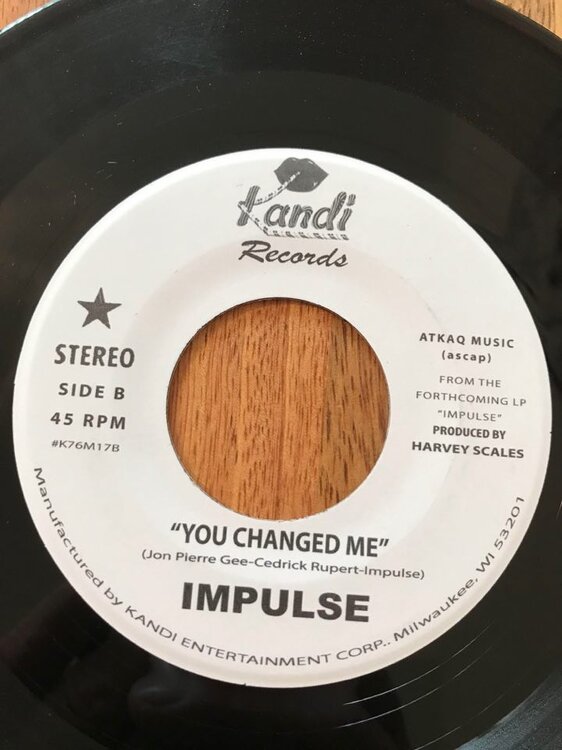 Kandi
Records
STEREO
SIDE B
45 RPM
#K76M17B
ATKAQ MUSIC
(ascap)
FROM THE
FORTHCOMING LP
"IMPULSE"
PRODUCED BY
HARVEY SCALES
"YOU CHANGED ME"
(Jon Pierre Gee-Cedrick Rupert-Impulse)
IMPULSE
Manufactured by KANDI ENTERTAINMENT CORP.. Milwaukee, WI 53201